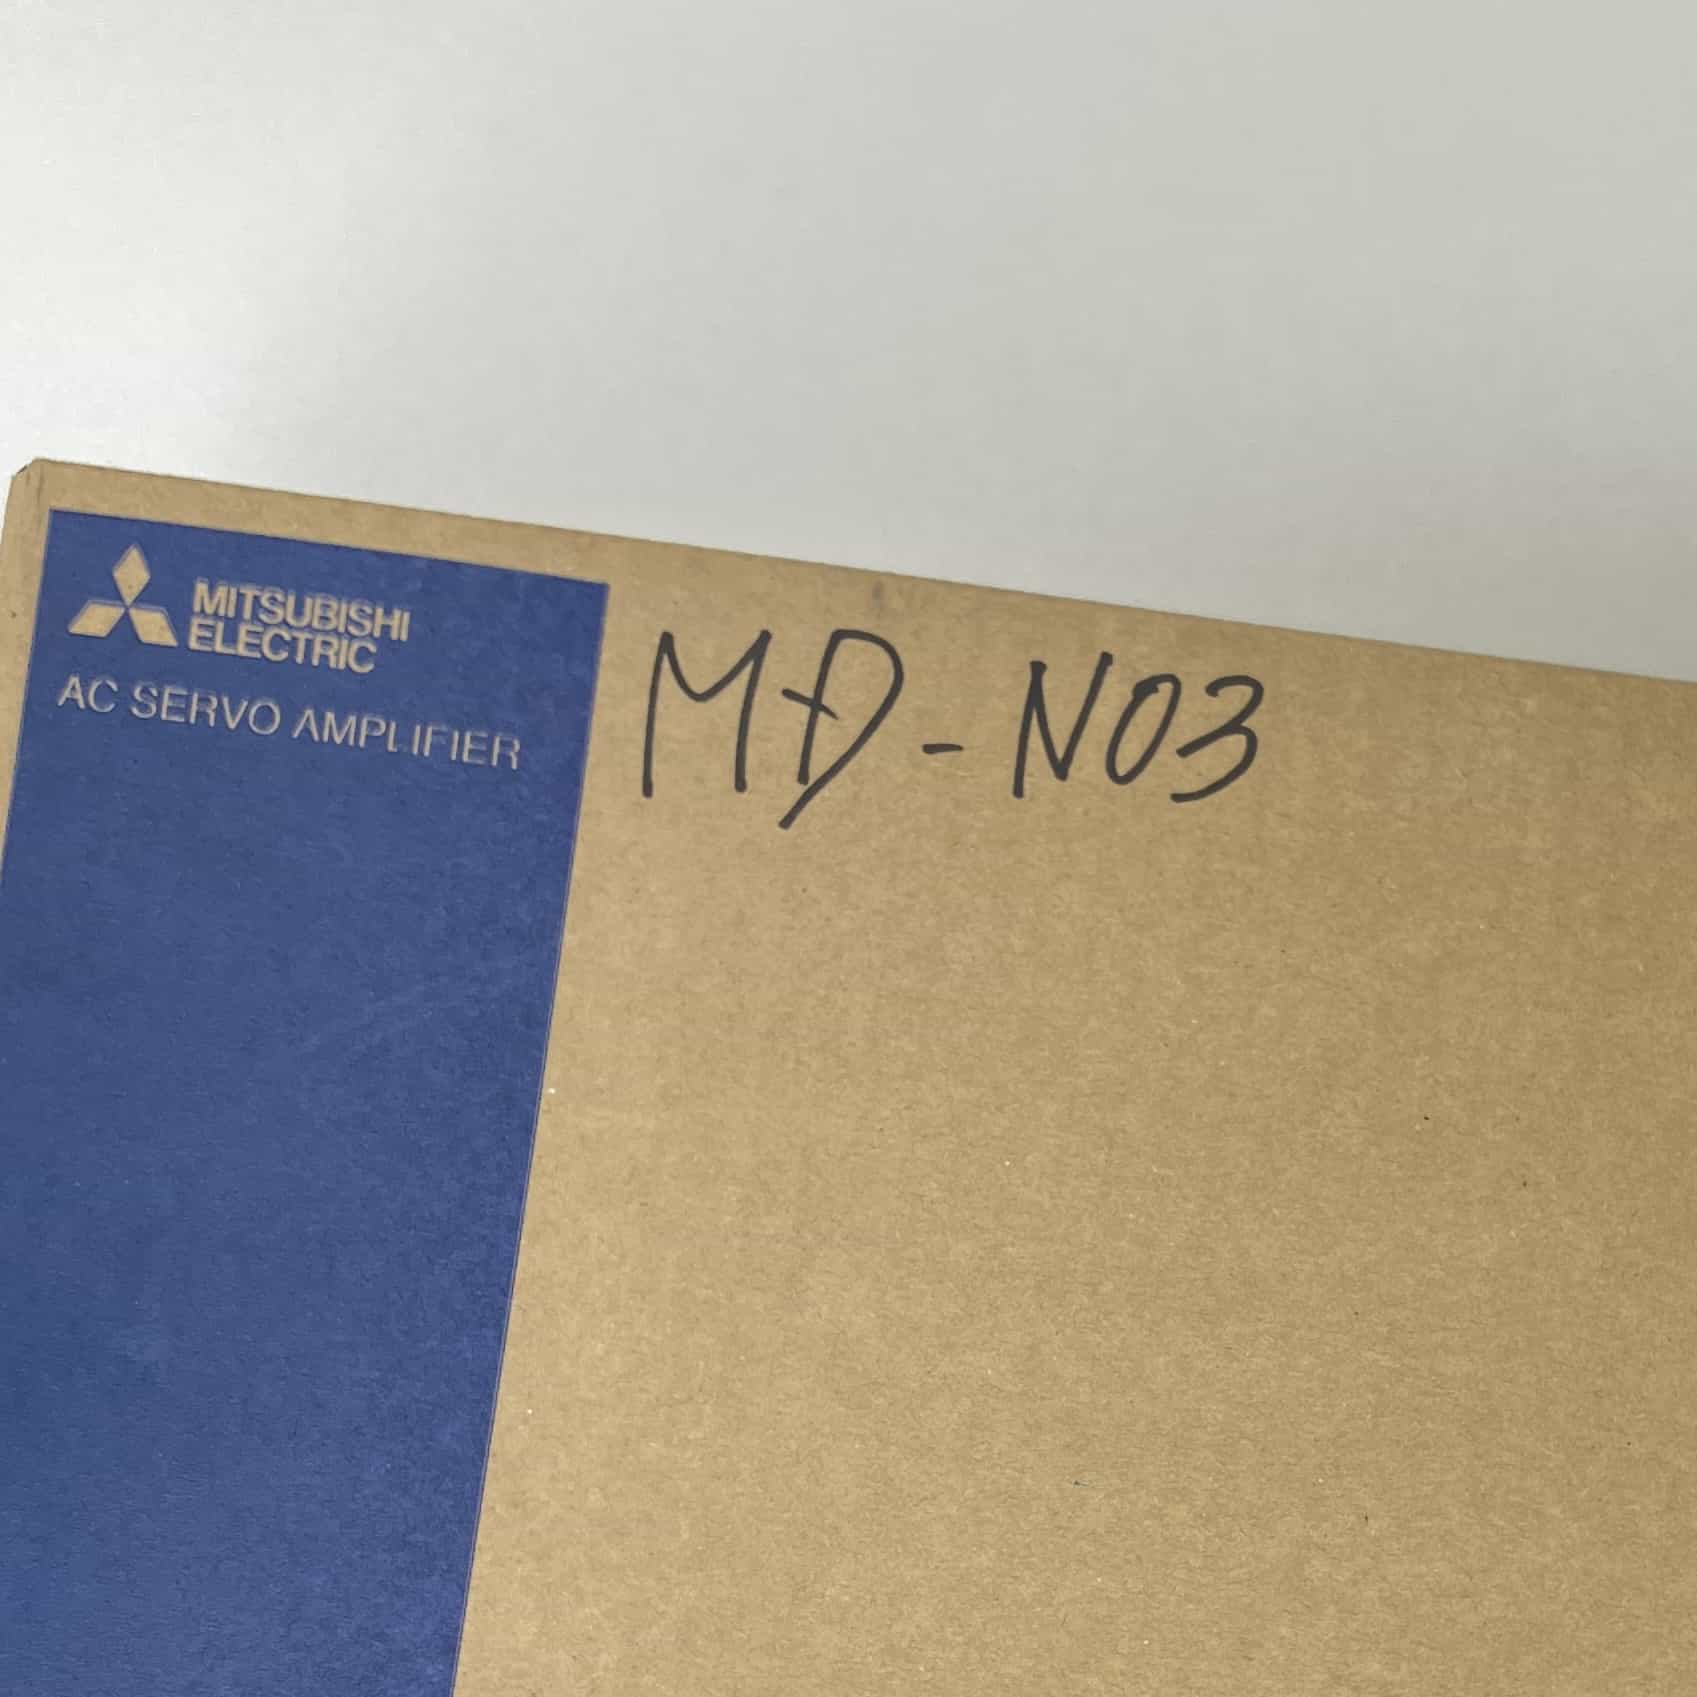 MITSUBISHI
ELECTRIC
AC SERVO AMPLIFIER
MD-N03